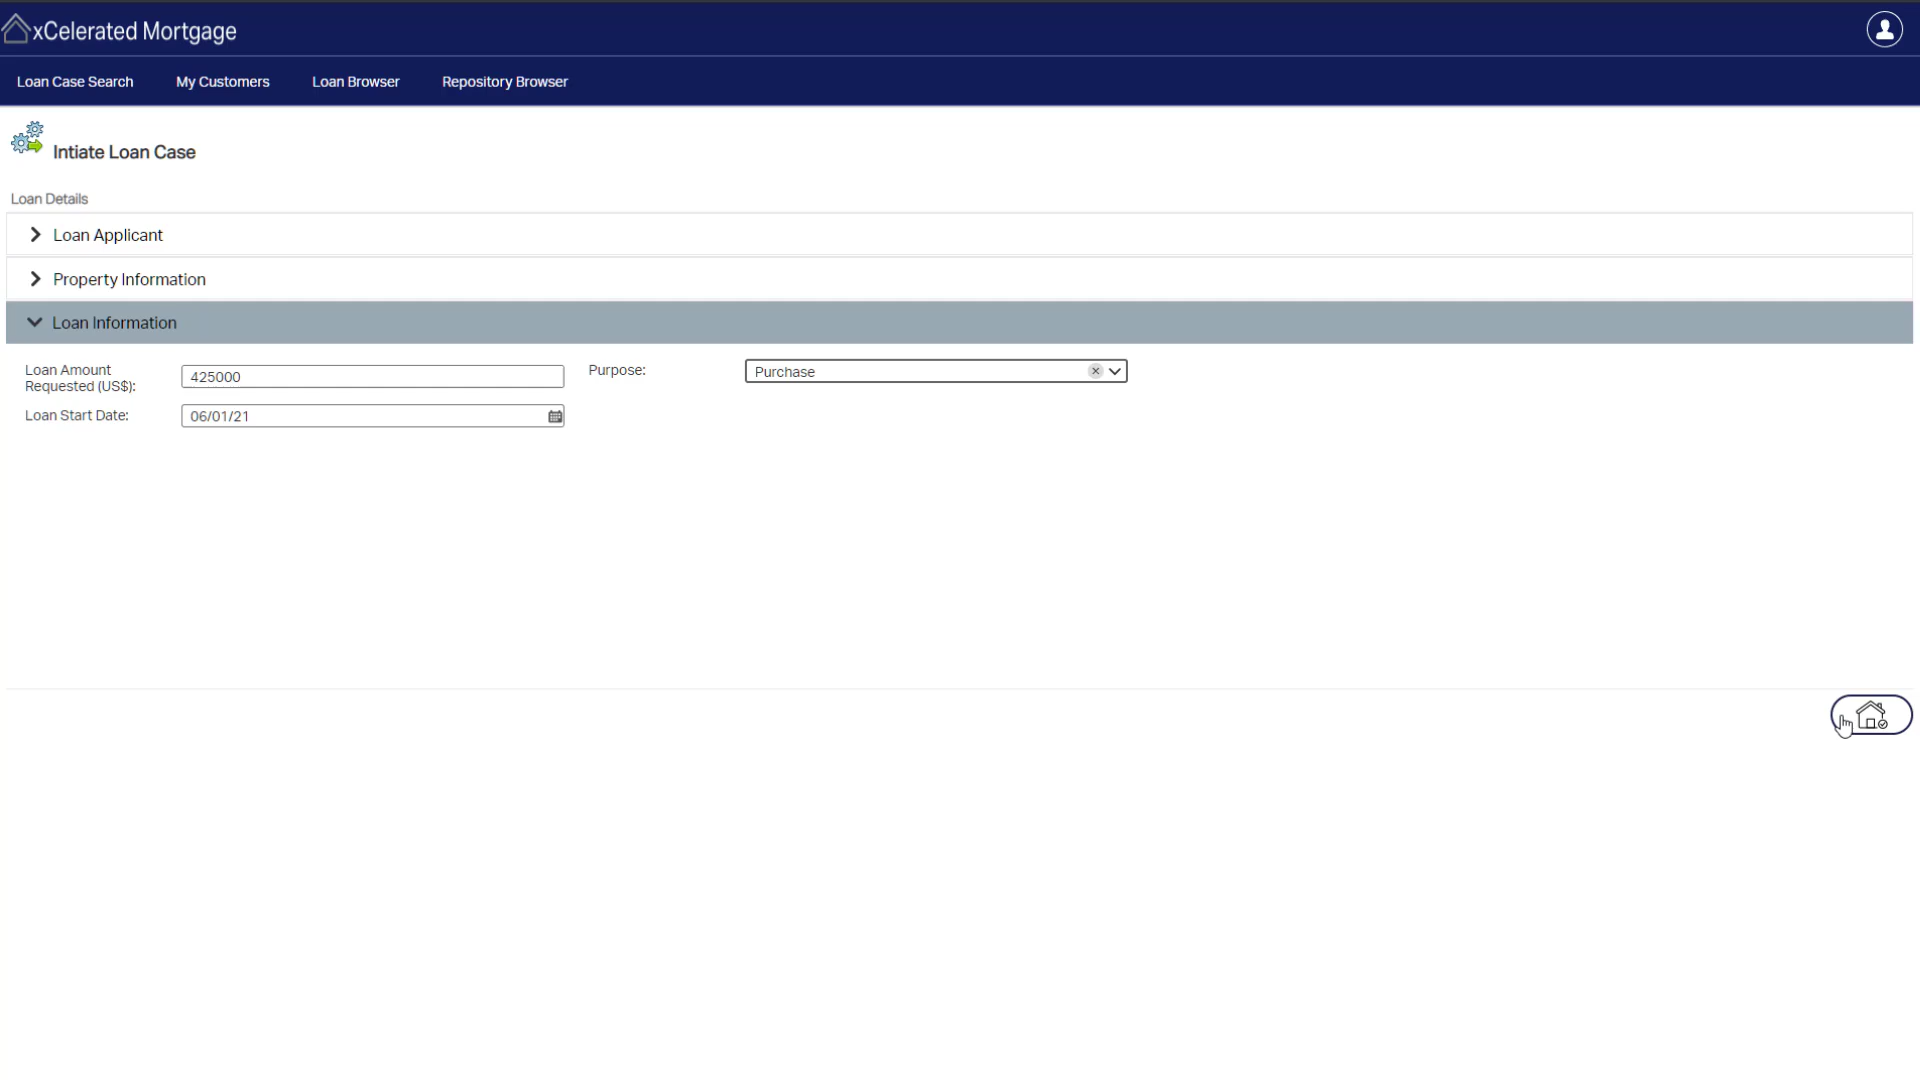 xCelerated Mortgage
Loan Case Search My Customers Loan Browser Repository Browser
Intiate Loan Case
Loan Details
Loan Applicant
Property Information
Loan Information
Loan Amount
Requested (US$): 425000 Purpose: Purchase
Loan Start Date: 06/01/21